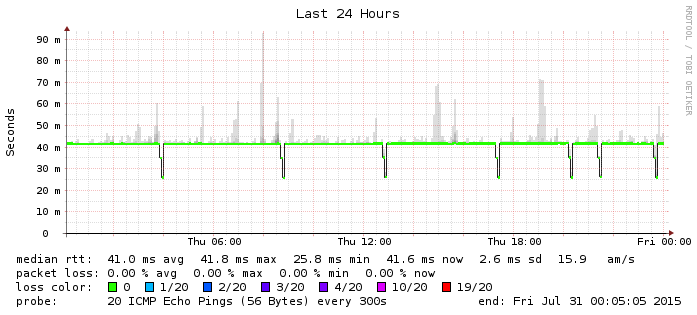 Last 24 Hours
RRDTOOL / TOBI OETIKER
Seconds
90 m
80 m
70 m
60 m
50 m
40 m
30 m
20 m
10 m
0
Thu 06:00 Thu 12:00 Thu 18:00 Fri 00:00
median rtt: 41.0 ms avg 41.8 ms max 25.8 ms min 41.6 ms now 2.6 ms sd 15.9 am/s
packet loss: 0.00 % avg 0.00 % max 0.00 % min 0.00 % now
loss color: 0 1/20 2/20 3/20 4/20 10/20 19/20
probe: 20 ICMP Echo Pings (56 Bytes) every 300s end: Fri Jul 31 00:05:05 2015